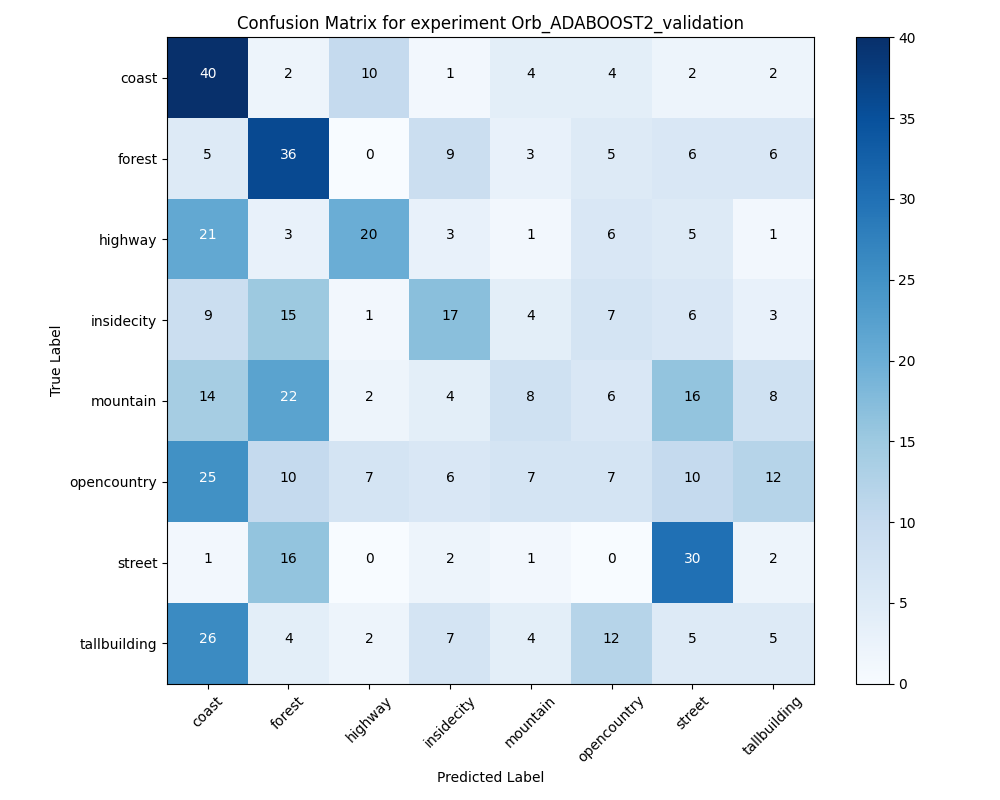 Confusion Matrix for experiment Orb_ADABOOST2_validation
coast 40 2 10 1 4 4 2 2
forest 5 36 0 9 3 5 6 6
highway 21 3 20 3 1 6 5 1
insidecity 9 15 1 17 4 7 6 3
mountain 14 22 2 4 8 6 16 8
opencountry 25 10 7 6 7 7 10 12
street 1 16 0 2 1 0 30 2
tallbuilding 26 4 2 7 4 12 5 5
coast forest highway insidecity mountain opencountry street tallbuilding
Predicted Label
True Label
40
35
30
25
20
15
10
5
0